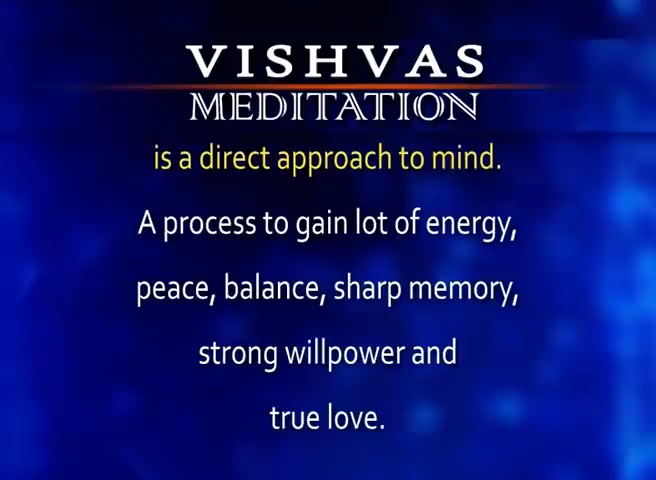 VISHVAS
MEDITATION
is a direct approach to mind.
A process to gain lot of energy,
peace, balance, sharp memory,
strong willpower and
true love.